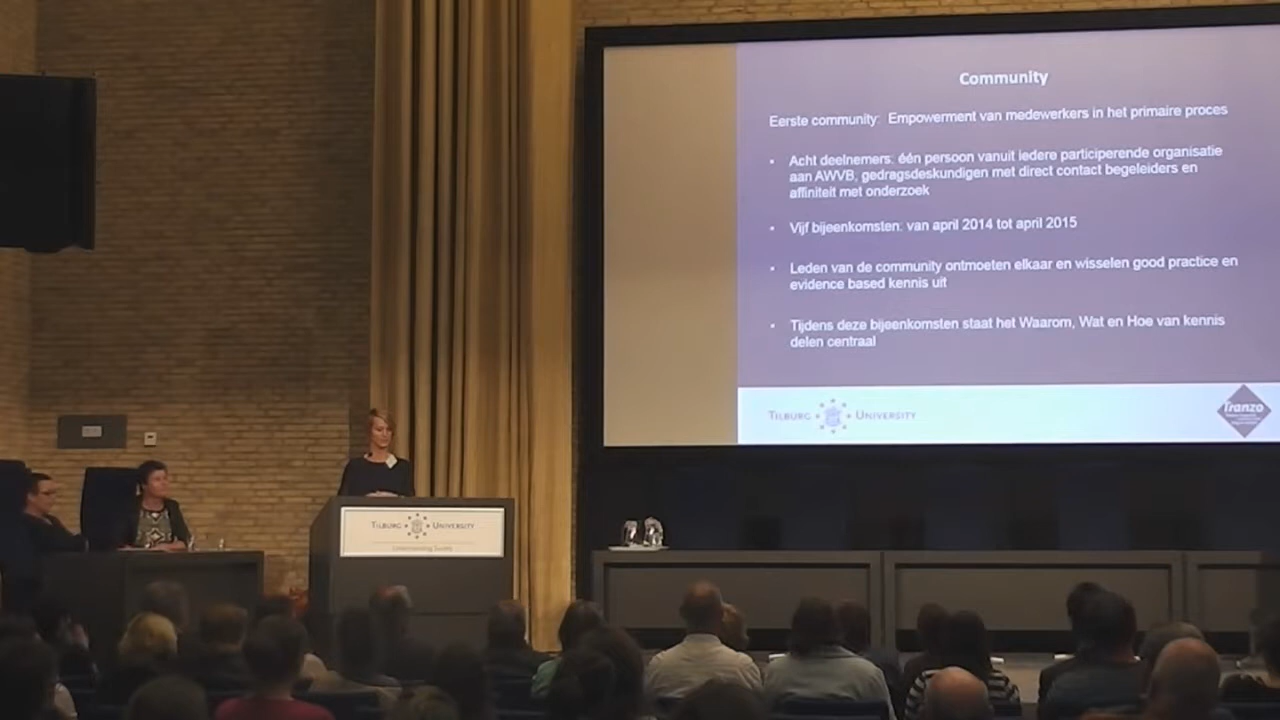 Community
Eerste community: Empowerment van medewerkers in het primaire proces
• Acht deelnemers: één persoon vanuit iedere participerende organisatie
aan AWVB, gedragsdeskundigen met direct contact begeleiders en
affiniteit met onderzoek
• Vijf bijeenkomsten: van april 2014 tot april 2015
• Leden van de community ontmoeten elkaar en wisselen good practice en
evidence based kennis uit
• Tijdens deze bijeenkomsten staat het Waarom, Wat en Hoe van kennis
delen centraal
TILBURG UNIVERSITY
Tranzo
TILBURG UNIVERSITY
Understanding Society